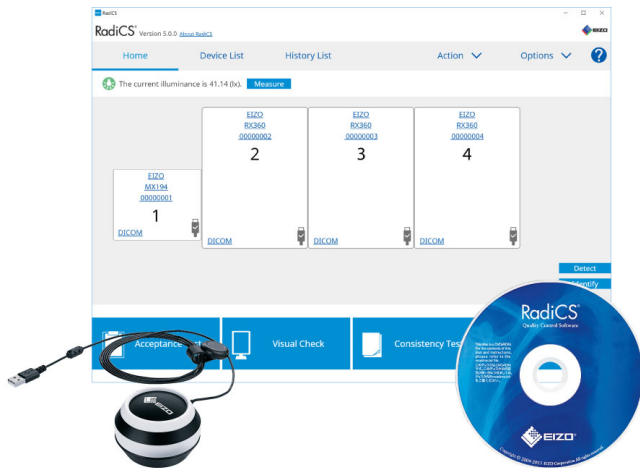 RadiCS
RadiCS® Version 5.0.0 About RadiCS
EIZO
Home Device List History List Action Options ?
The current illuminance is 41.14 (lx). Measure
EIZO
MX194
00000001
1
DICOM
EIZO
RX360
00000002
2
DICOM
EIZO
RX360
00000003
3
DICOM
EIZO
RX360
00000004
4
DICOM
Detect
Identify
Acceptance
Visual Check
Consistency Tes
EIZO
RadiCS®
Quality Control Software
EIZO